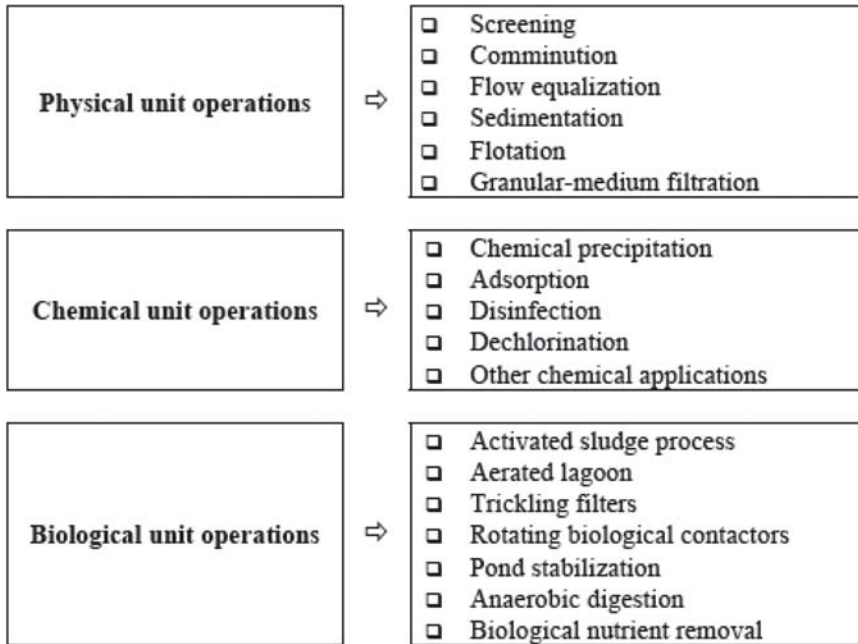 Physical unit operations
⇨
❑ Screening
❑ Comminution
❑ Flow equalization
❑ Sedimentation
❑ Flotation
❑ Granular-medium filtration
Chemical unit operations
⇨
❑ Chemical precipitation
❑ Adsorption
❑ Disinfection
❑ Dechlorination
❑ Other chemical applications
Biological unit operations
⇨
❑ Activated sludge process
❑ Aerated lagoon
❑ Trickling filters
❑ Rotating biological contactors
❑ Pond stabilization
❑ Anaerobic digestion
❑ Biological nutrient removal